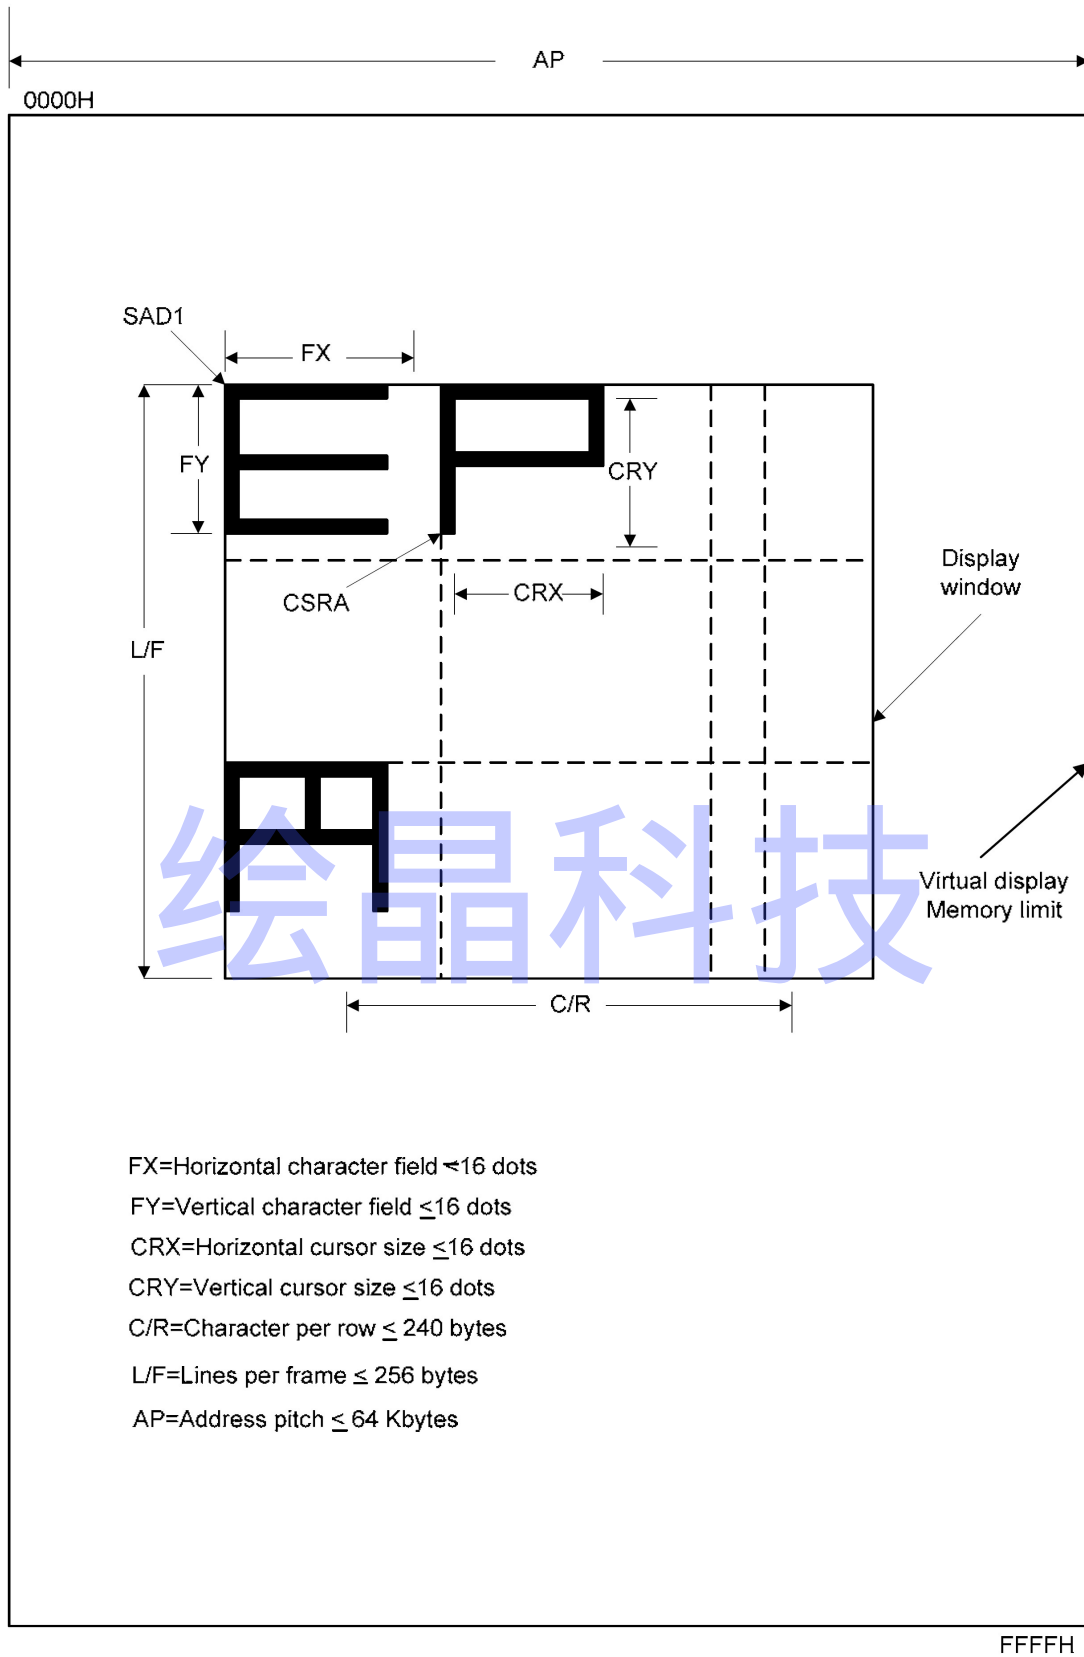 AP
0000H
SAD1
FX
FY
CRY
CSRA
CRX
Display
window
L/F
绘晶科技
Virtual display
Memory limit
C/R
FX=Horizontal character field <16 dots
FY=Vertical character field ≤16 dots
CRX=Horizontal cursor size ≤16 dots
CRY=Vertical cursor size ≤16 dots
C/R=Character per row ≤ 240 bytes
L/F=Lines per frame ≤ 256 bytes
AP=Address pitch ≤ 64 Kbytes
FFFFH